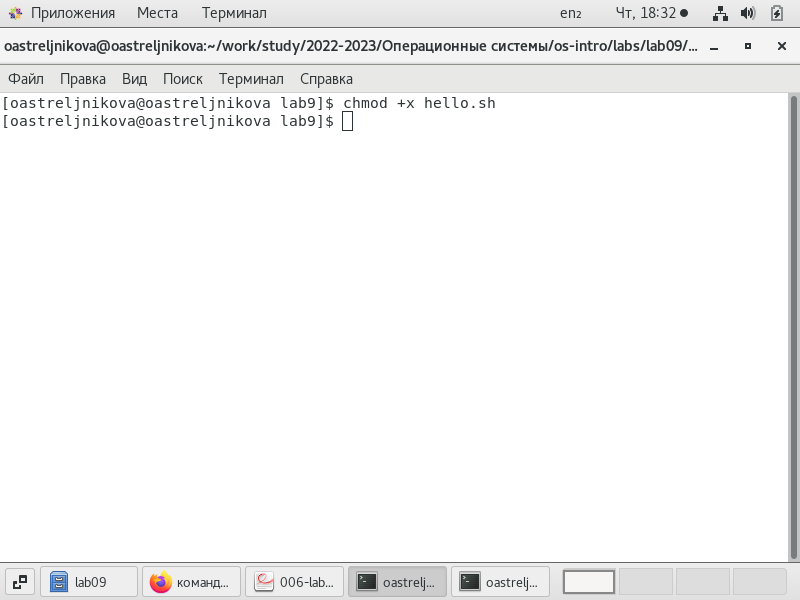 Приложения Места Терминал en₂ Чт, 18:32
oastreljnikova@oastreljnikova:~/work/study/2022-2023/Операционные системы/os-intro/labs/lab09/...
Файл Правка Вид Поиск Терминал Справка
[oastreljnikova@oastreljnikova lab9]$ chmod +x hello.sh
[oastreljnikova@oastreljnikova lab9]$
lab09 команд... 006-lab... oastrelj... oastrelj...